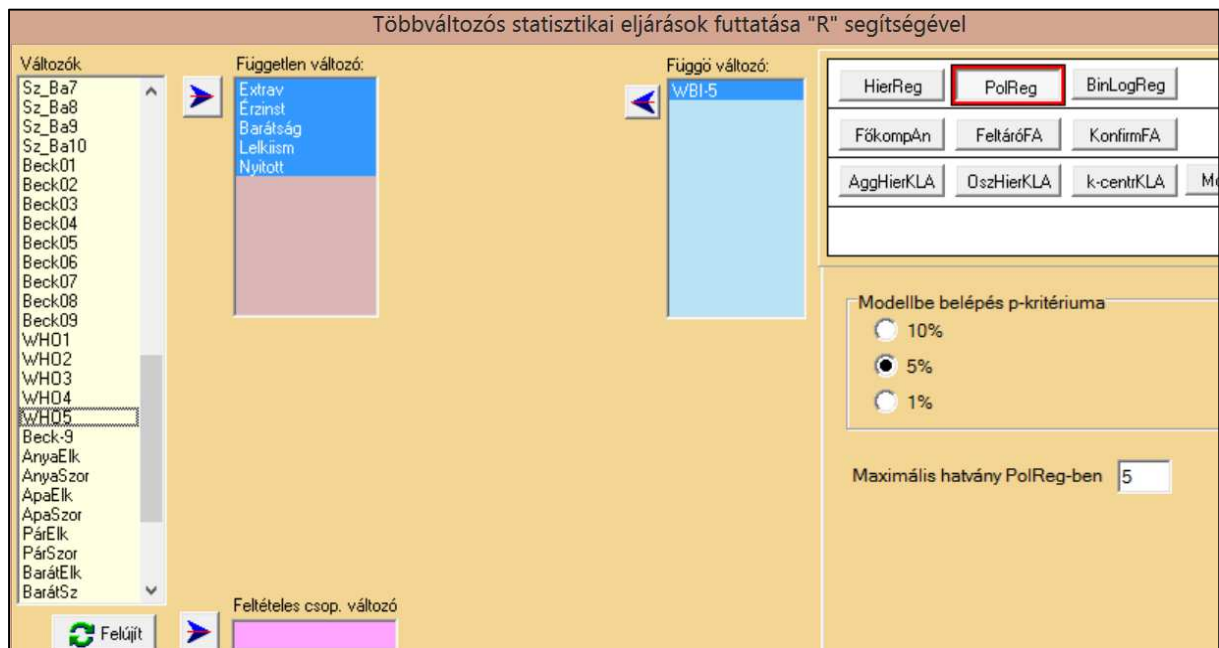 Többváltozós statisztikai eljárások futtatása "R" segítségével
Változók
Sz_Ba7
Sz_Ba8
Sz_Ba9
Sz_Ba10
Beck01
Beck02
Beck03
Beck04
Beck05
Beck06
Beck07
Beck08
Beck09
WHO1
WHO2
WHO3
WHO4
WHO5
Beck-9
AnyaElk
AnyaSzor
ApaElk
ApaSzor
PárElk
PárSzor
BarátElk
BarátSz
Felújít
Független változó:
Extrav
Érzinst
Barátság
Lelkiism
Nyitott
Feltételes csop. változó
Függö változó:
WBI-5
HierReg PolReg BinLogReg
FőkompAn FeltáróFA KonfirmFA
AggHierKLA OszHierKLA k-centrKLA
Modellbe belépés p-kritériuma
10%
5%
1%
Maximális hatvány PolReg-ben 5